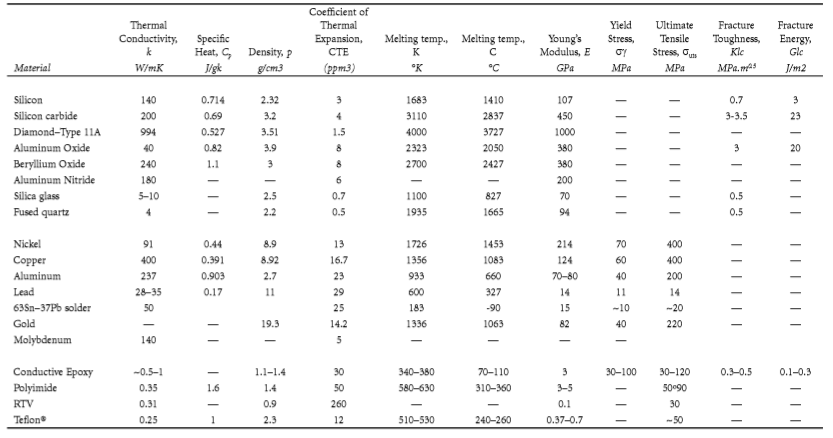 Material Thermal Conductivity, k W/mK Specific Heat, Cp J/gk Density, p g/cm3 Coefficient of Thermal Expansion, CTE (ppm3) Melting temp., K °K Melting temp., C °C Young's Modulus, E GPa Yield Stress, σγ MPa Ultimate Tensile Stress, σuts MPa Fracture Toughness, Klc MPa.m^0.5 Fracture Energy, Glc J/m2
Silicon 140 0.714 2.32 3 1683 1410 107 — — 0.7 3
Silicon carbide 200 0.69 3.2 4 3110 2837 450 — — 3-3.5 23
Diamond–Type 11A 994 0.527 3.51 1.5 4000 3727 1000 — — — —
Aluminum Oxide 40 0.82 3.9 8 2323 2050 380 — — 3 20
Beryllium Oxide 240 1.1 3 8 2700 2427 380 — — — —
Aluminum Nitride 180 — — 6 — — 200 — — — —
Silica glass 5–10 — 2.5 0.7 1100 827 70 — — 0.5 —
Fused quartz 4 — 2.2 0.5 1935 1665 94 — — 0.5 —
Nickel 91 0.44 8.9 13 1726 1453 214 70 400 — —
Copper 400 0.391 8.92 16.7 1356 1083 124 60 400 — —
Aluminum 237 0.903 2.7 23 933 660 70–80 40 200 — —
Lead 28–35 0.17 11 29 600 327 14 11 14 — —
63Sn–37Pb solder 50 25 183 -90 15 ~10 ~20 — —
Gold — — 19.3 14.2 1336 1063 82 40 220 — —
Molybdenum 140 — — 5 — — — — — — —
Conductive Epoxy ~0.5–1 — 1.1–1.4 30 340–380 70–110 3 30–100 30–120 0.3–0.5 0.1–0.3
Polyimide 0.35 1.6 1.4 50 580–630 310–360 3–5 — 50º90 — —
RTV 0.31 — 0.9 260 — — 0.1 — 30 — —
Teflon® 0.25 1 2.3 12 510–530 240–260 0.37–0.7 — ~50 — —